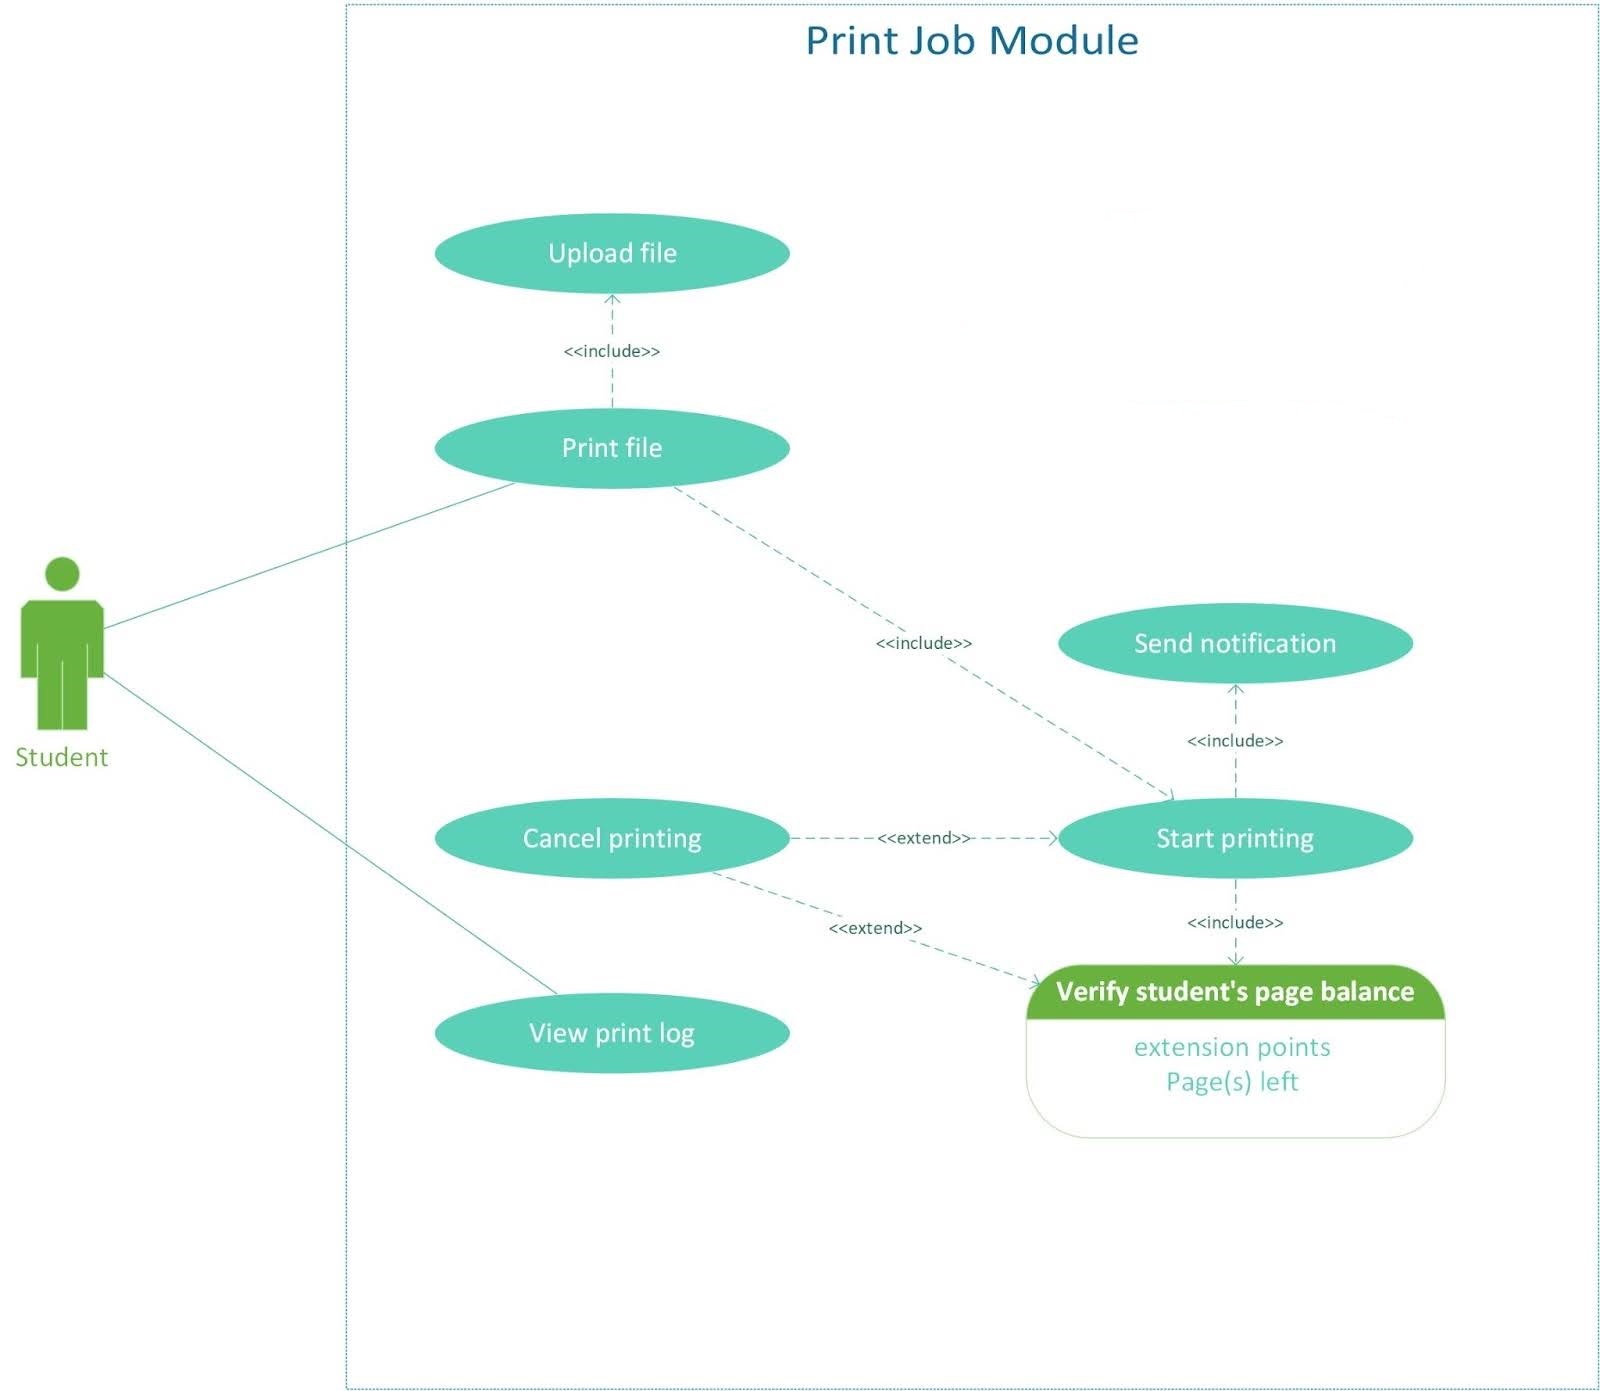 Print Job Module
Upload file
<<include>>
Print file
<<include>>
Send notification
<<include>>
Student
Cancel printing
<<extend>>
Start printing
<<extend>>
<<include>>
Verify student's page balance
extension points
Page(s) left
View print log